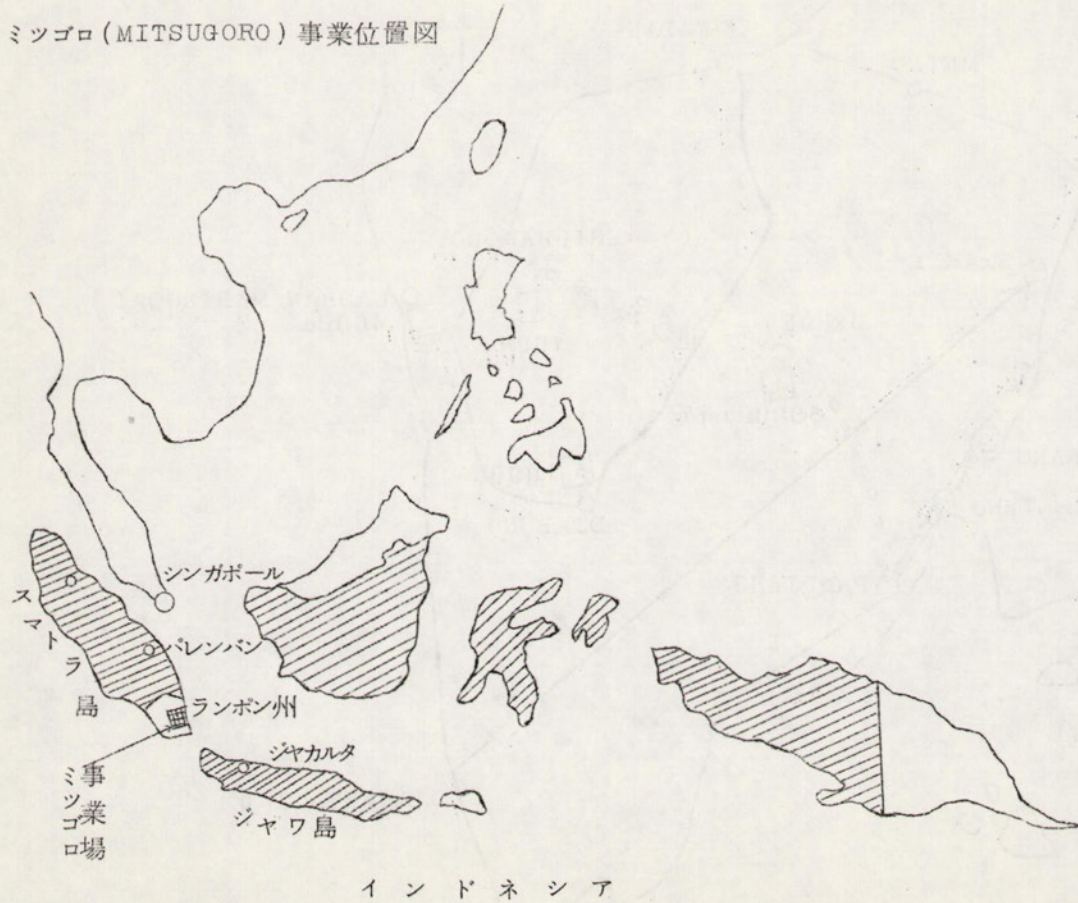 ミツゴロ(MITSUGORO)事業位置図
シンガポール
スマトラ島
パレンバン
ランポン州
ジャカルタ
ミツゴロ
事業場
ジャワ島
インドネシア